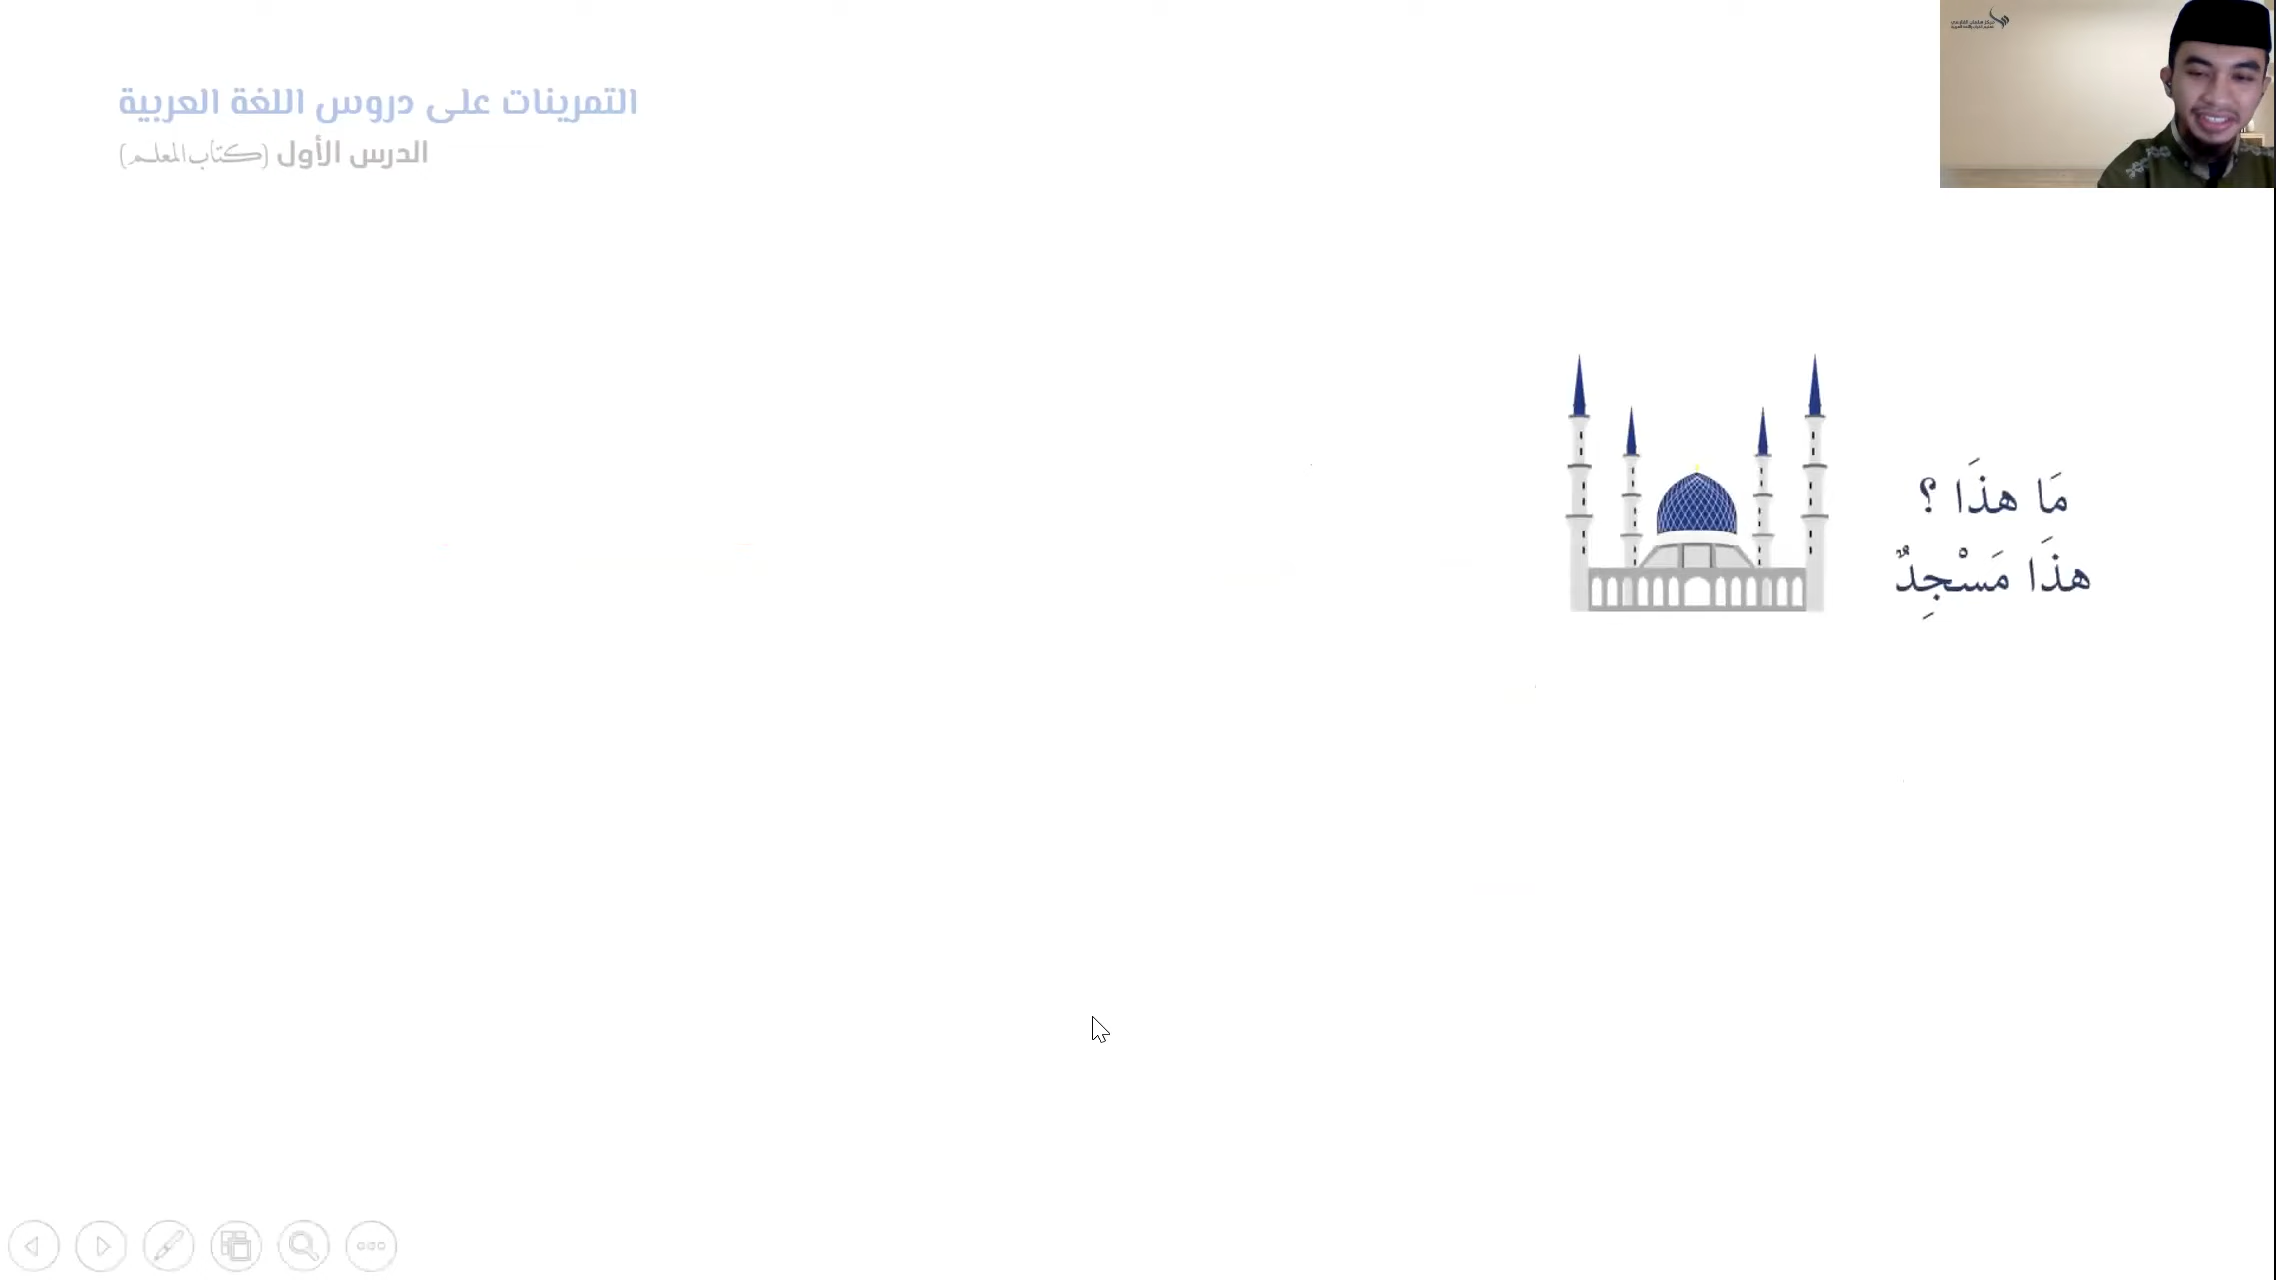 التمرينات على دروس اللغة العربية
الدرس الأول (كتاب المعلم)
مَا هذَا ؟
هذَا مَسْجِدٌ